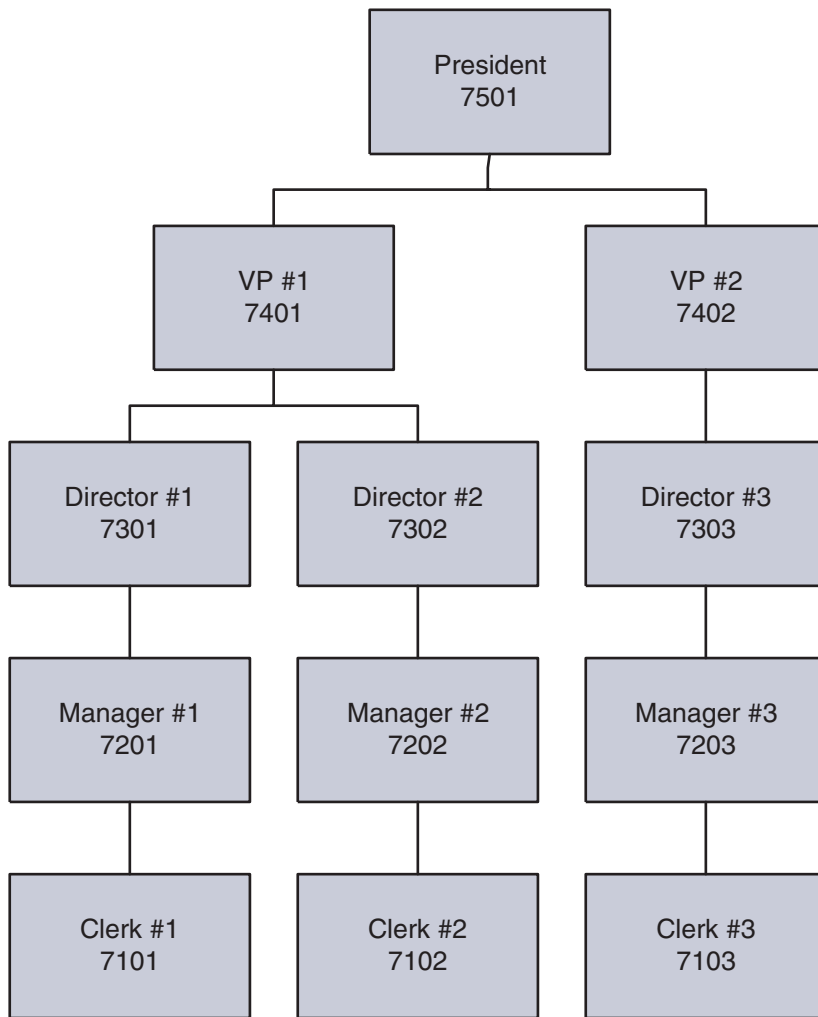 President
7501
VP #1
7401
VP #2
7402
Director #1
7301
Director #2
7302
Director #3
7303
Manager #1
7201
Manager #2
7202
Manager #3
7203
Clerk #1
7101
Clerk #2
7102
Clerk #3
7103